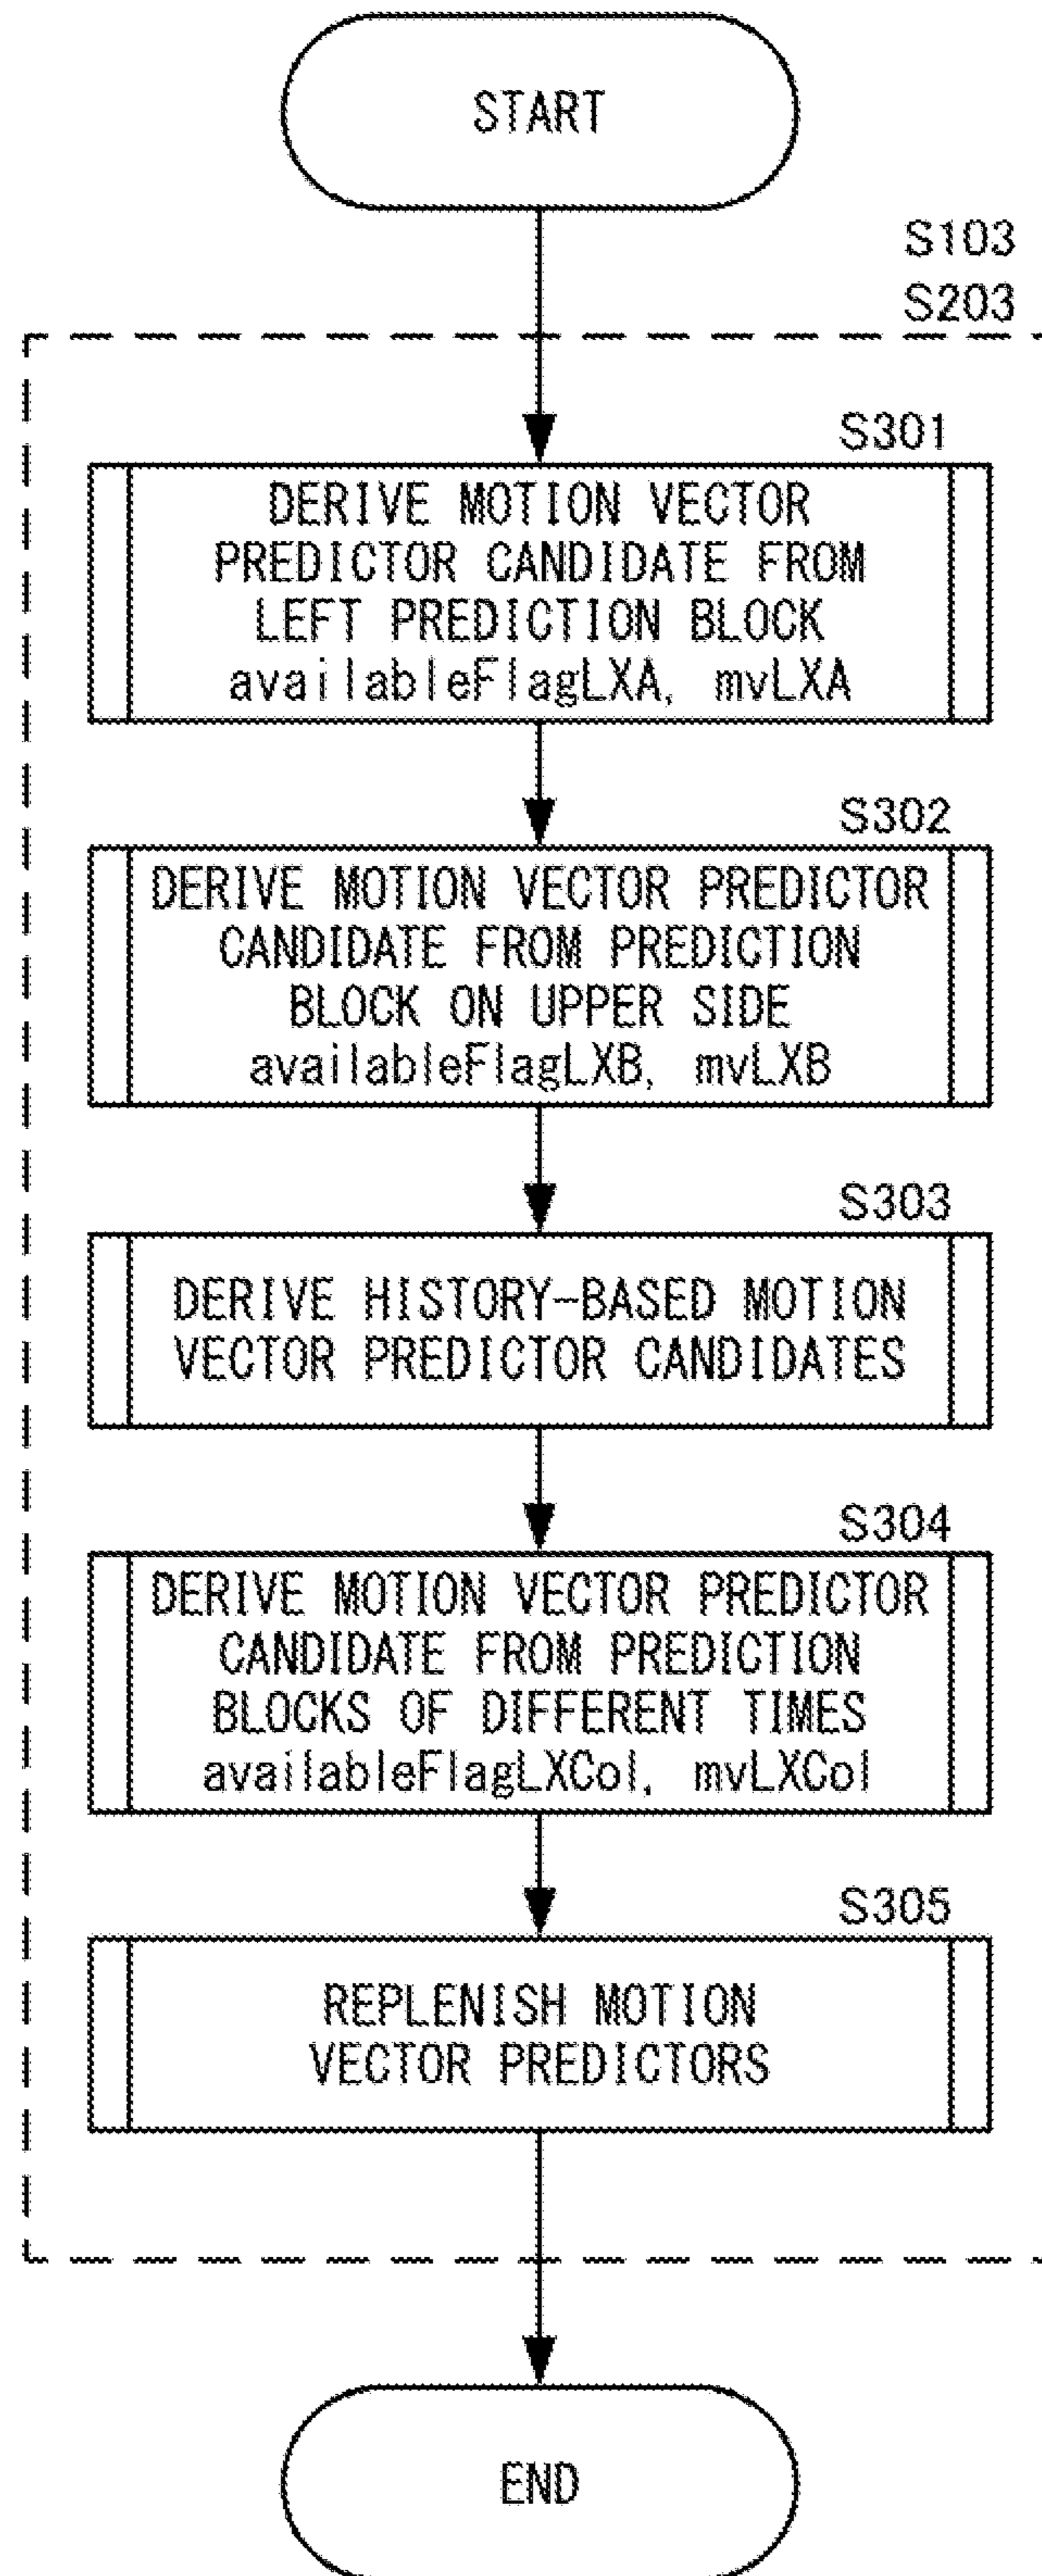 START
S103
S203
S301
DERIVE MOTION VECTOR
PREDICTOR CANDIDATE FROM
LEFT PREDICTION BLOCK
availableFlagLXA, mvLXA
S302
DERIVE MOTION VECTOR PREDICTOR
CANDIDATE FROM PREDICTION
BLOCK ON UPPER SIDE
availableFlagLXB, mvLXB
S303
DERIVE HISTORY-BASED MOTION
VECTOR PREDICTOR CANDIDATES
S304
DERIVE MOTION VECTOR PREDICTOR
CANDIDATE FROM PREDICTION
BLOCKS OF DIFFERENT TIMES
availableFlagLXCol, mvLXCol
S305
REPLENISH MOTION
VECTOR PREDICTORS
END